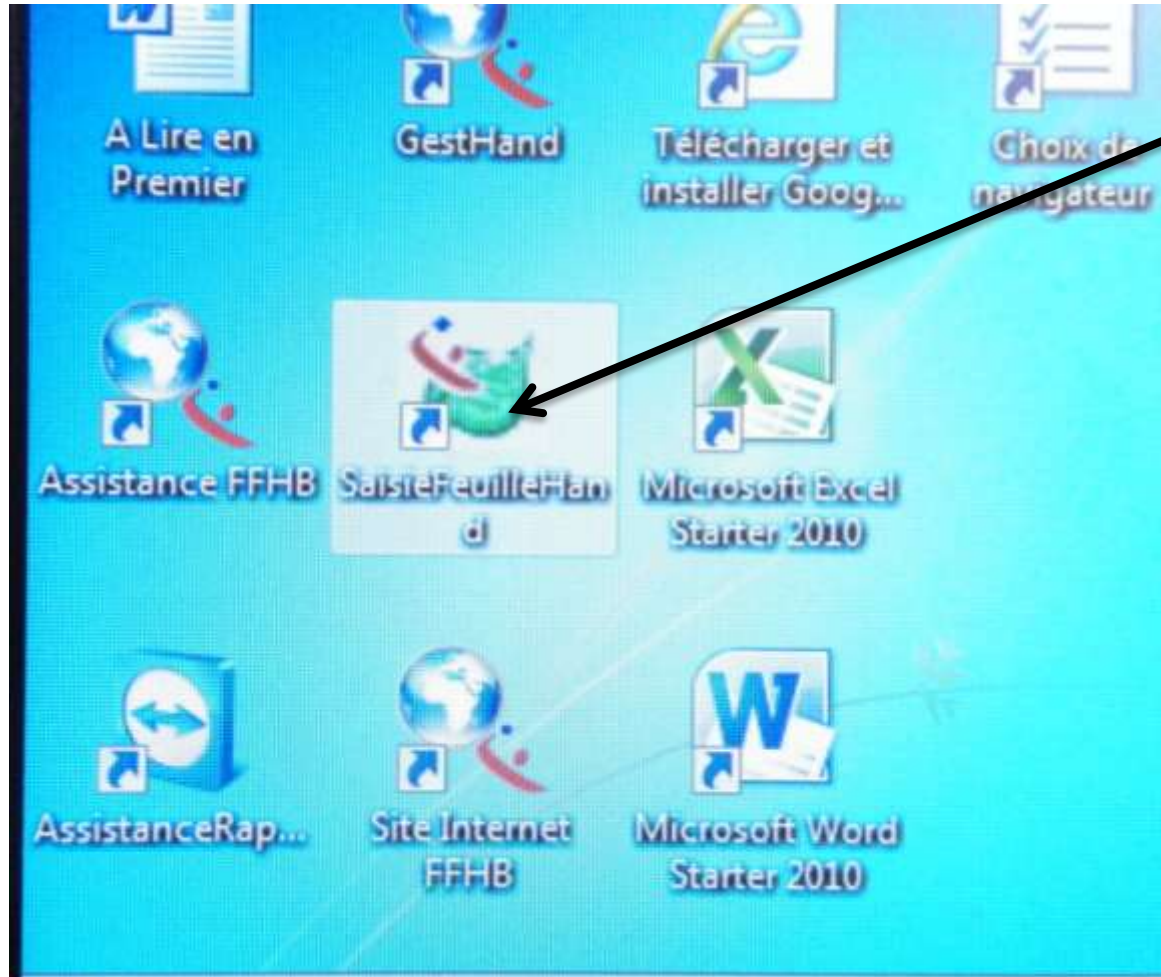 A Lire en
Premier
GestHand
Télécharger et
installer Goog...
Choix de
navigateur
Assistance FFHB
SaisieFeuilleHan
d
Microsoft Excel
Starter 2010
AssistanceRap...
Site Internet
FFHB
Microsoft Word
Starter 2010